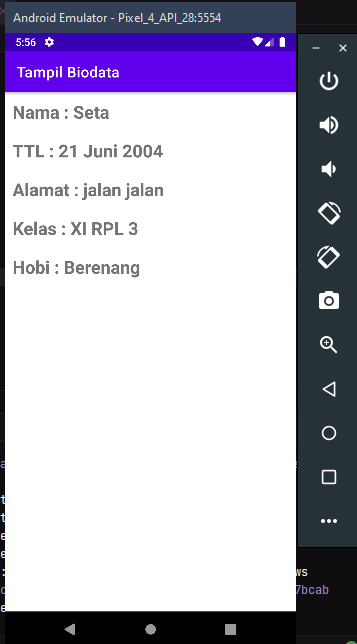 Android Emulator - Pixel_4_API_28:5554
5:56
Tampil Biodata
Nama : Seta
TTL : 21 Juni 2004
Alamat : jalan jalan
Kelas : XI RPL 3
Hobi : Berenang
ws
7bcab